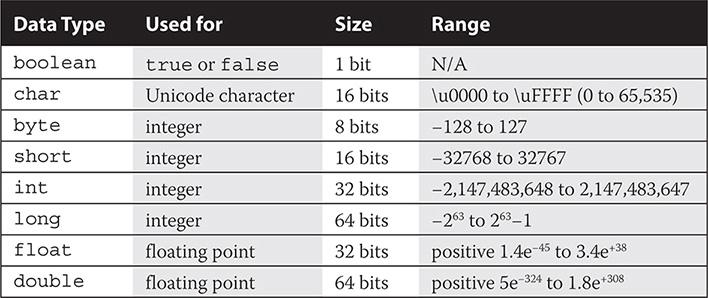 Data Type Used for Size Range
boolean true or false 1 bit N/A
char Unicode character 16 bits \u0000 to \uFFFF (0 to 65,535)
byte integer 8 bits –128 to 127
short integer 16 bits –32768 to 32767
int integer 32 bits –2,147,483,648 to 2,147,483,647
long integer 64 bits –2⁶³ to 2⁶³–1
float floating point 32 bits positive 1.4e⁻⁴⁵ to 3.4e⁺³⁸
double floating point 64 bits positive 5e⁻³²⁴ to 1.8e⁺³⁰⁸